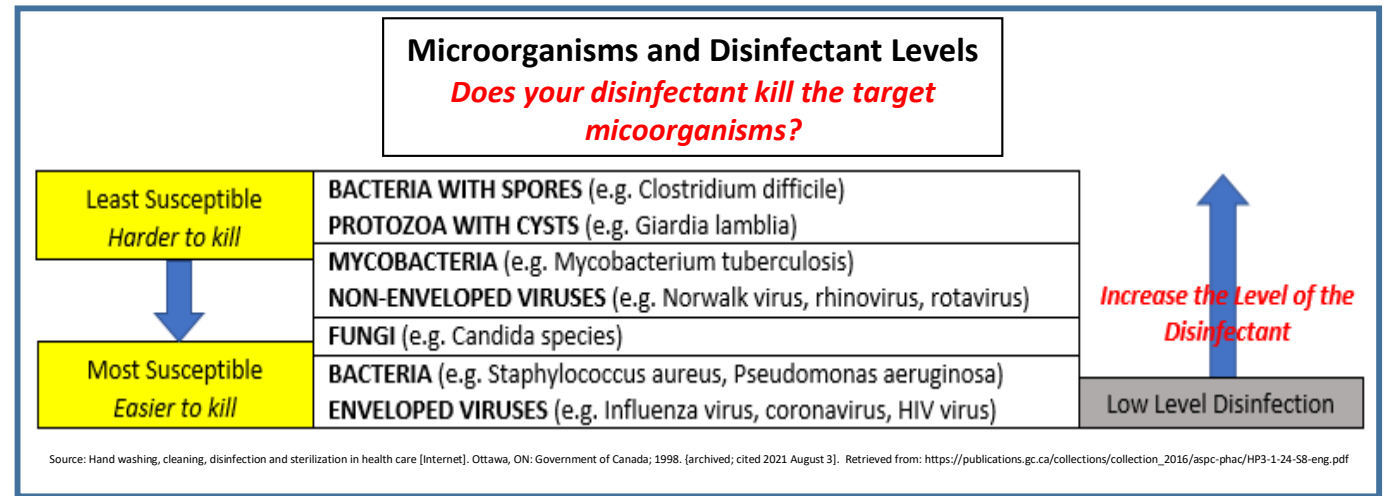 Microorganisms and Disinfectant Levels
Does your disinfectant kill the target
micoorganisms?
Least Susceptible
Harder to kill
BACTERIA WITH SPORES (e.g. Clostridium difficile)
PROTOZOA WITH CYSTS (e.g. Giardia lamblia)
MYCOBACTERIA (e.g. Mycobacterium tuberculosis)
NON-ENVELOPED VIRUSES (e.g. Norwalk virus, rhinovirus, rotavirus)
FUNGI (e.g. Candida species)
Most Susceptible
Easier to kill
BACTERIA (e.g. Staphylococcus aureus, Pseudomonas aeruginosa)
ENVELOPED VIRUSES (e.g. Influenza virus, coronavirus, HIV virus)
Increase the Level of the
Disinfectant
Low Level Disinfection
Source: Hand washing, cleaning, disinfection and sterilization in health care [Internet]. Ottawa, ON: Government of Canada; 1998. {archived; cited 2021 August 3]. Retrieved from: https://publications.gc.ca/collections/collection_2016/aspc-phac/HP3-1-24-S8-eng.pdf